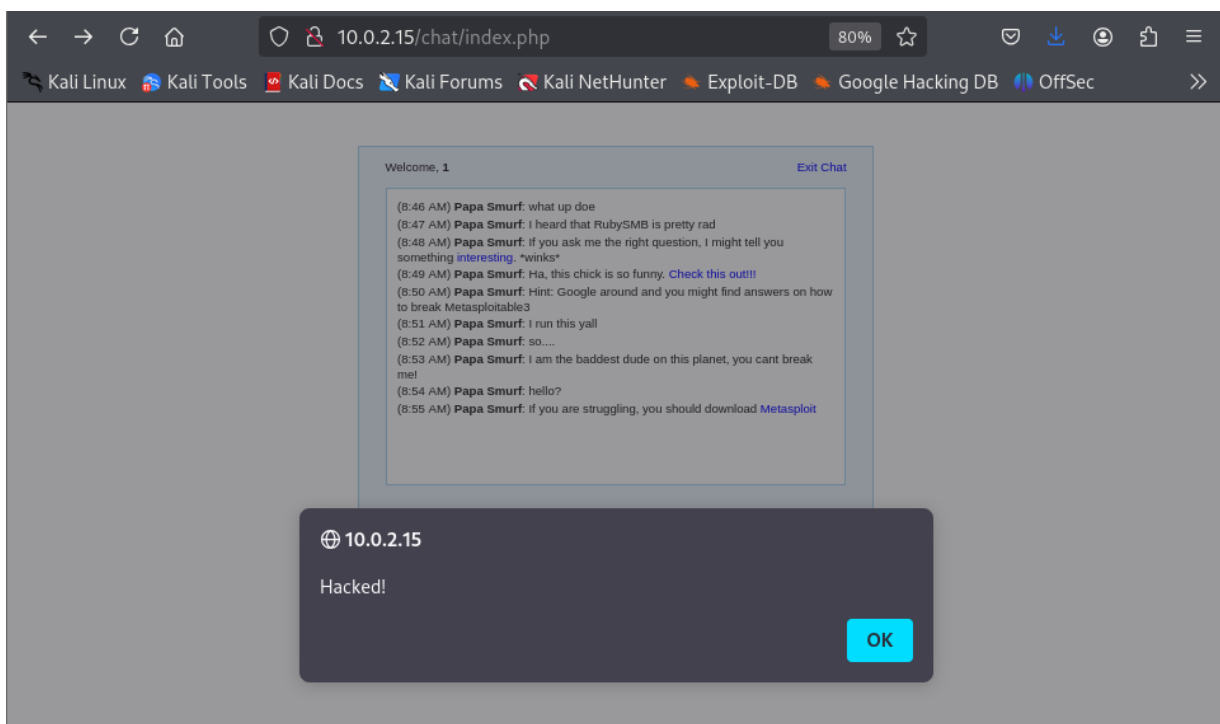 10.0.2.15/chat/index.php
80%
Kali Linux
Kali Tools
Kali Docs
Kali Forums
Kali NetHunter
Exploit-DB
Google Hacking DB
OffSec
Welcome, 1
Exit Chat
(8:46 AM) Papa Smurf: what up doe
(8:47 AM) Papa Smurf: I heard that RubySMB is pretty rad
(8:48 AM) Papa Smurf: If you ask me the right question, I might tell you
something interesting. *winks*
(8:49 AM) Papa Smurf: Ha, this chick is so funny. Check this out!!!
(8:50 AM) Papa Smurf: Hint: Google around and you might find answers on how
to break Metasploitable3
(8:51 AM) Papa Smurf: I run this yall
(8:52 AM) Papa Smurf: so....
(8:53 AM) Papa Smurf: I am the baddest dude on this planet, you cant break
me!
(8:54 AM) Papa Smurf: hello?
(8:55 AM) Papa Smurf: If you are struggling, you should download Metasploit
10.0.2.15
Hacked!
OK